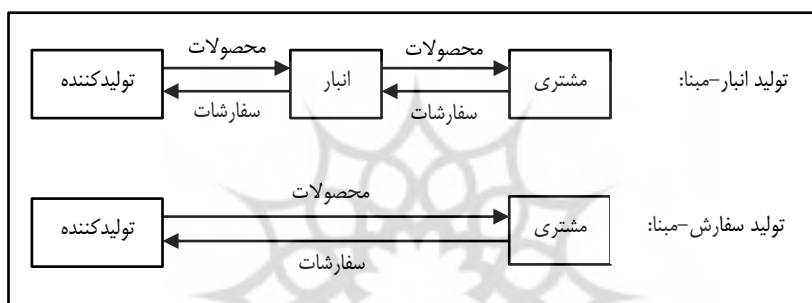 تولید انبار-مبنا:
محصولات
محصولات
مشتری
انبار
تولیدکننده
سفارشات
سفارشات
تولید سفارش-مبنا:
محصولات
مشتری
تولیدکننده
سفارشات